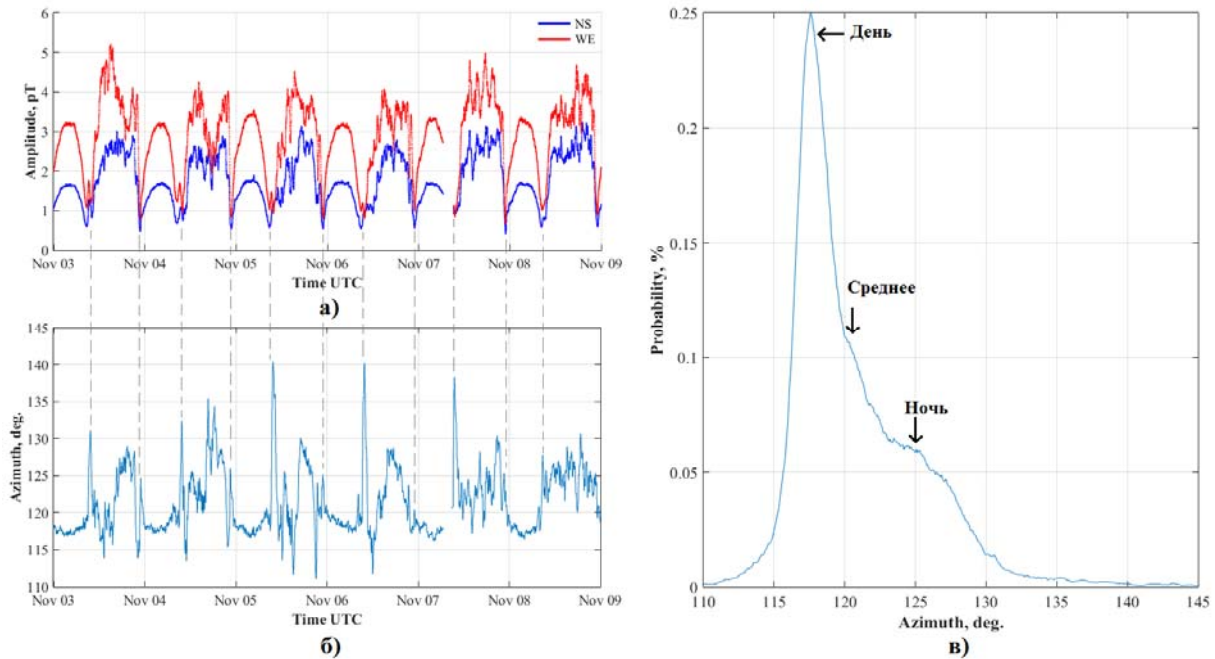 NS
WE
Amplitude, pT
6
5
4
3
2
1
0
Nov 03 Nov 04 Nov 05 Nov 06 Nov 07 Nov 08 Nov 09
Time UTC
а)
Azimuth, deg.
145
140
135
130
125
120
115
110
Nov 03 Nov 04 Nov 05 Nov 06 Nov 07 Nov 08 Nov 09
Time UTC
б)
Probability, %
0.25
0.2
0.15
0.1
0.05
0
День
Среднее
Ночь
110 115 120 125 130 135 140 145
Azimuth, deg.
в)